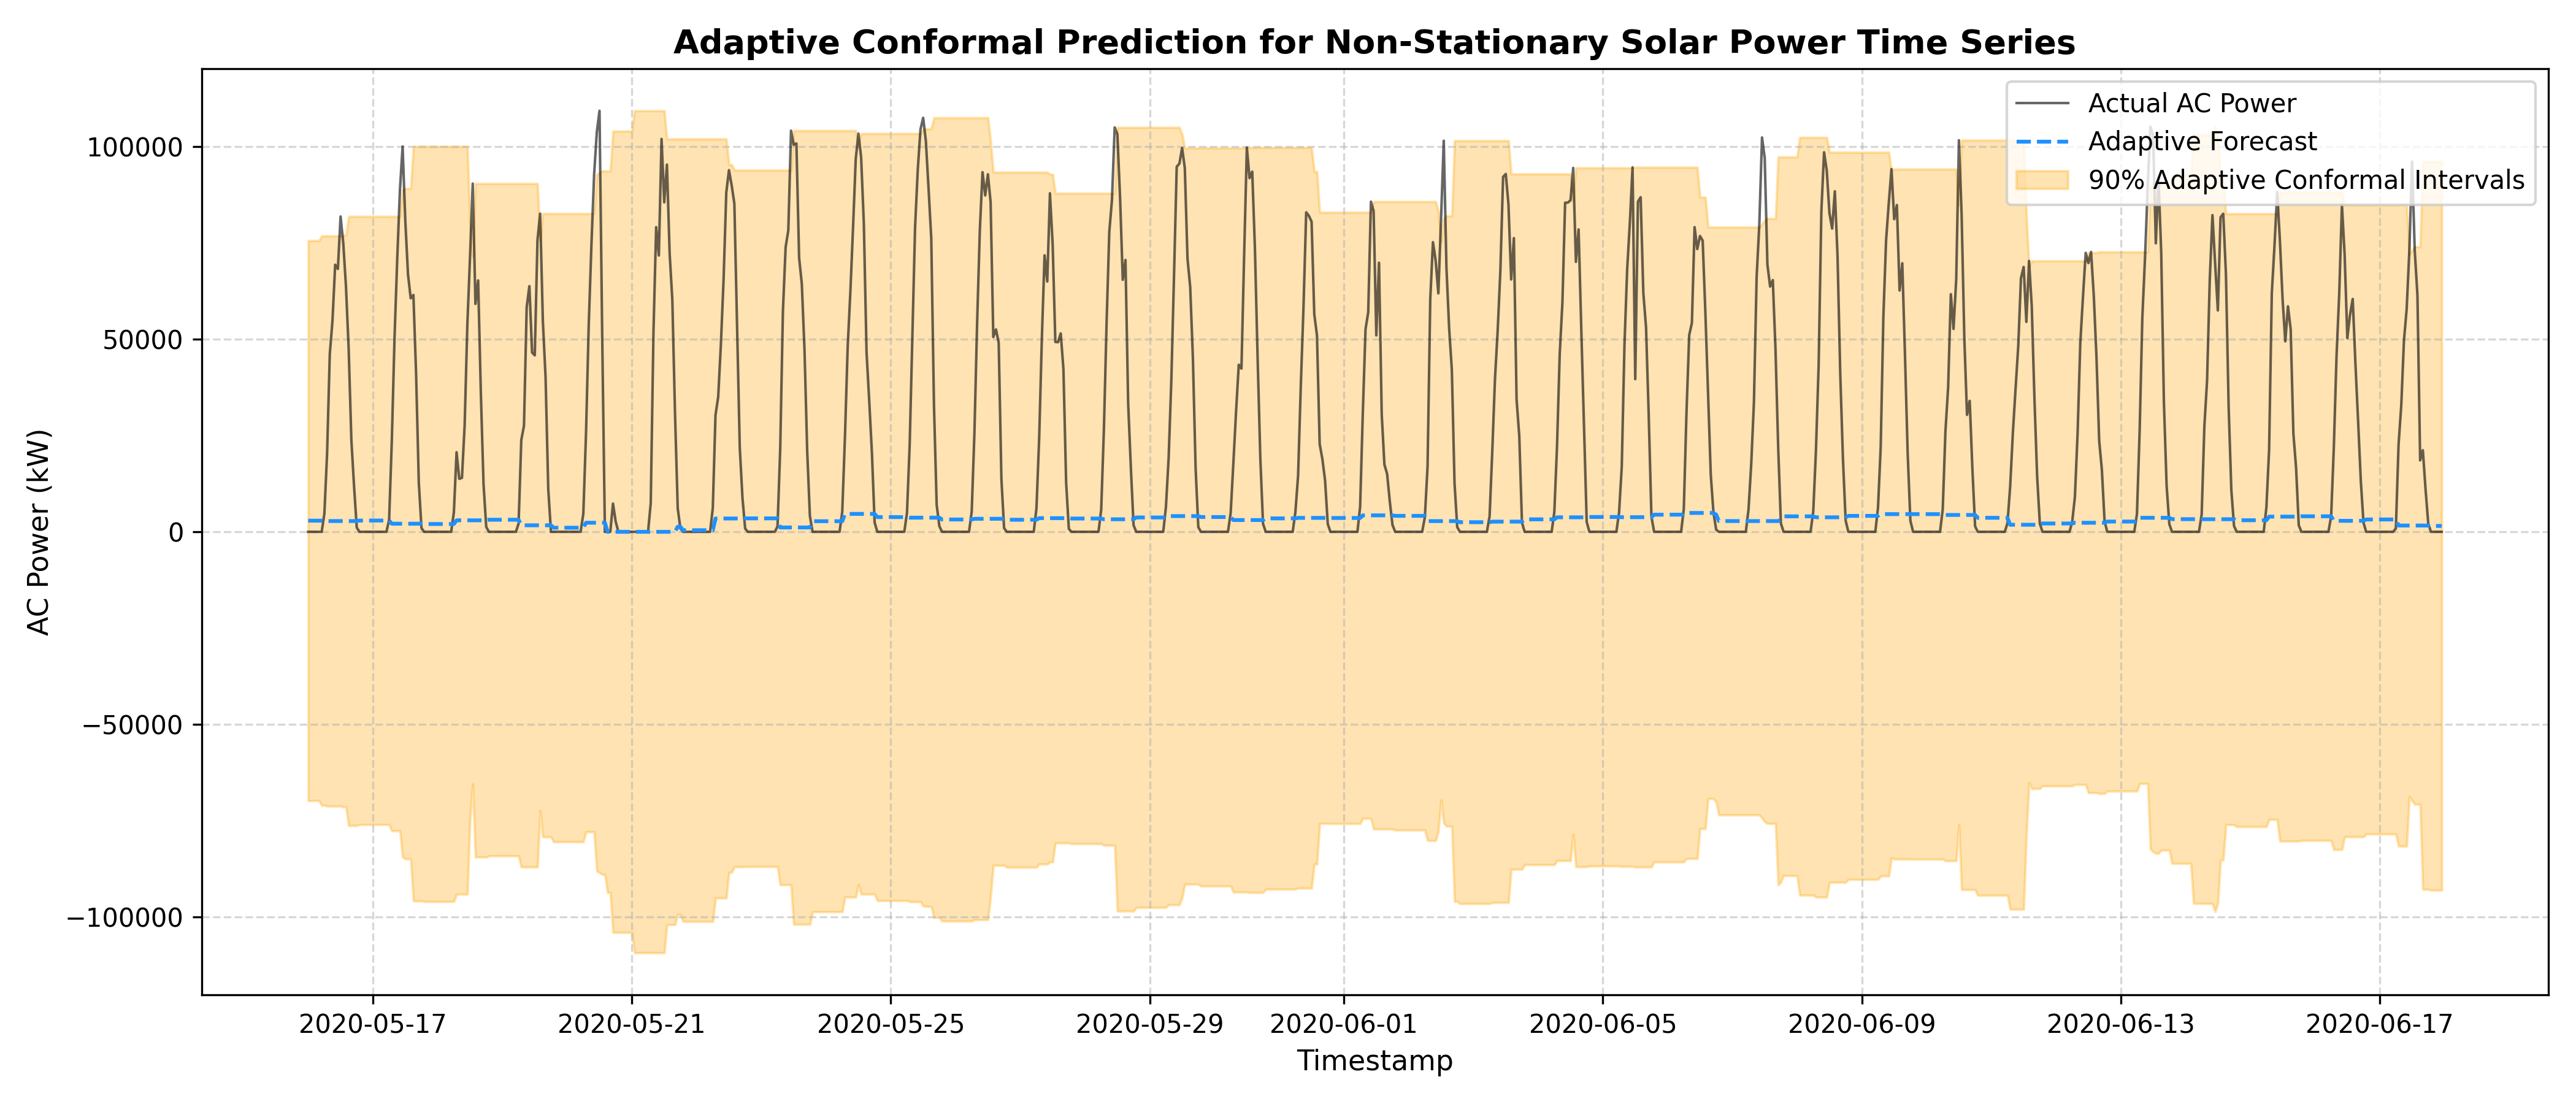 Adaptive Conformal Prediction for Non-Stationary Solar Power Time Series
Actual AC Power
Adaptive Forecast
90% Adaptive Conformal Intervals
AC Power (kW)
100000
50000
0
−50000
−100000
2020-05-17
2020-05-21
2020-05-25
2020-05-29
2020-06-01
2020-06-05
2020-06-09
2020-06-13
2020-06-17
Timestamp